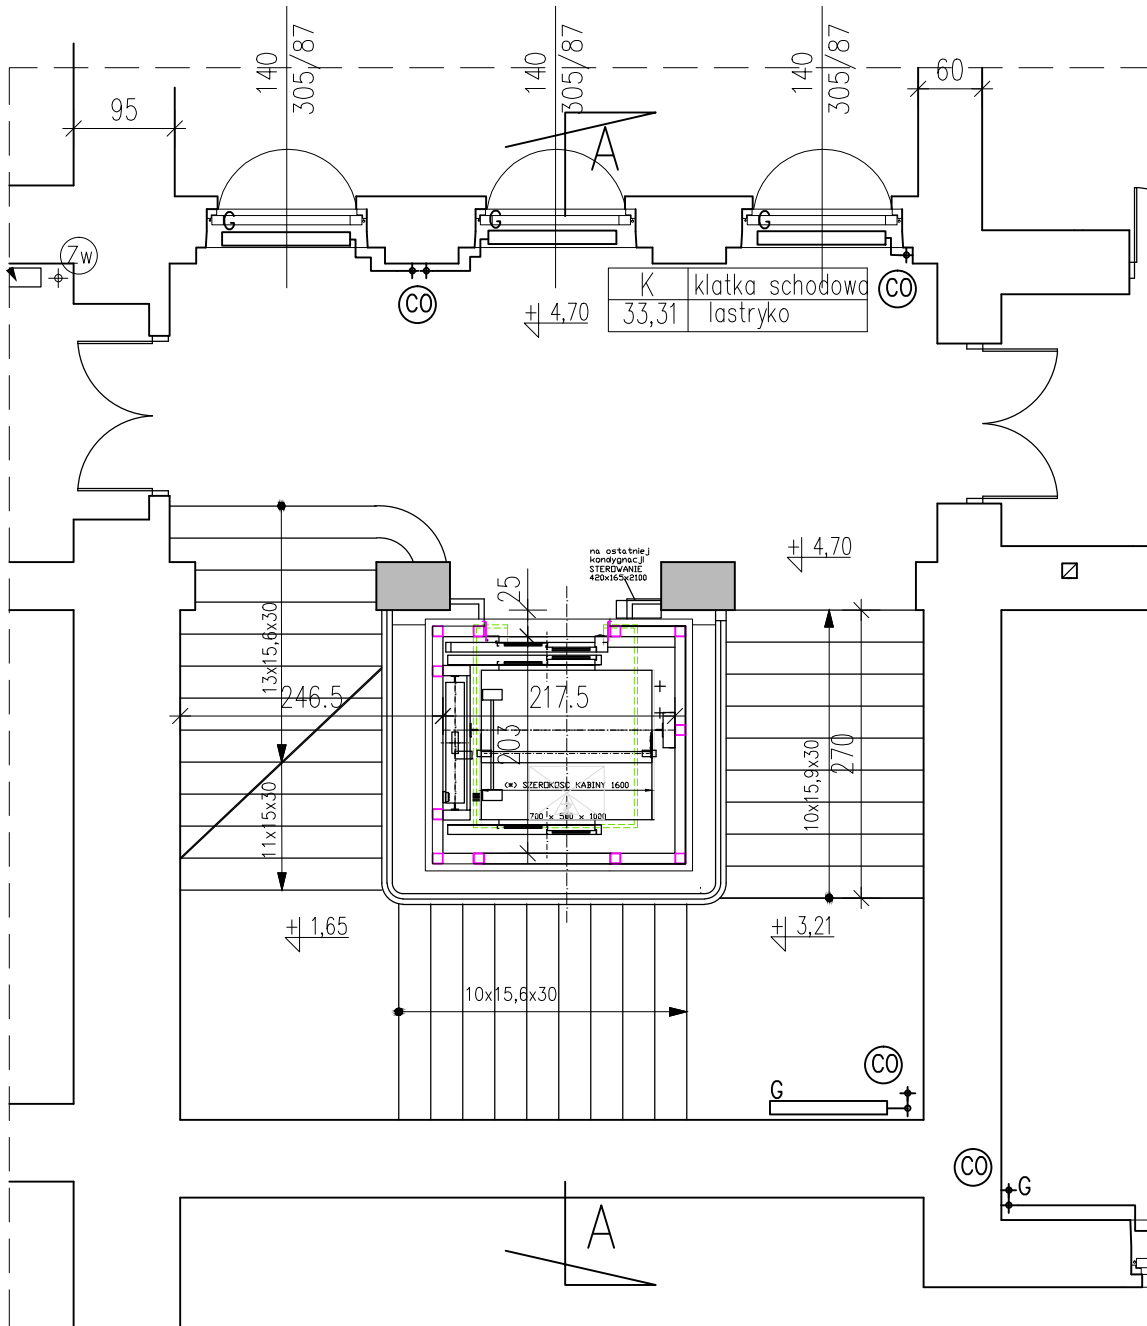 140
305/87
140
305/87
140
305/87
95
60
A
G
G
G
Zw
CO
CO
K klatka schodowa
33,31 lastryko
+ 4,70
+ 4,70
na ostatniej
kondygnacji
STEROWANIE
420x165x2100
25
13x15,6x30
246.5
217.5
203
10x15,9x30
270
(*) SZEROKOSC KABINY 1600
700 x 500 x 1000
11x15x30
+ 1,65
+ 3,21
10x15,6x30
CO
G
CO
G
A